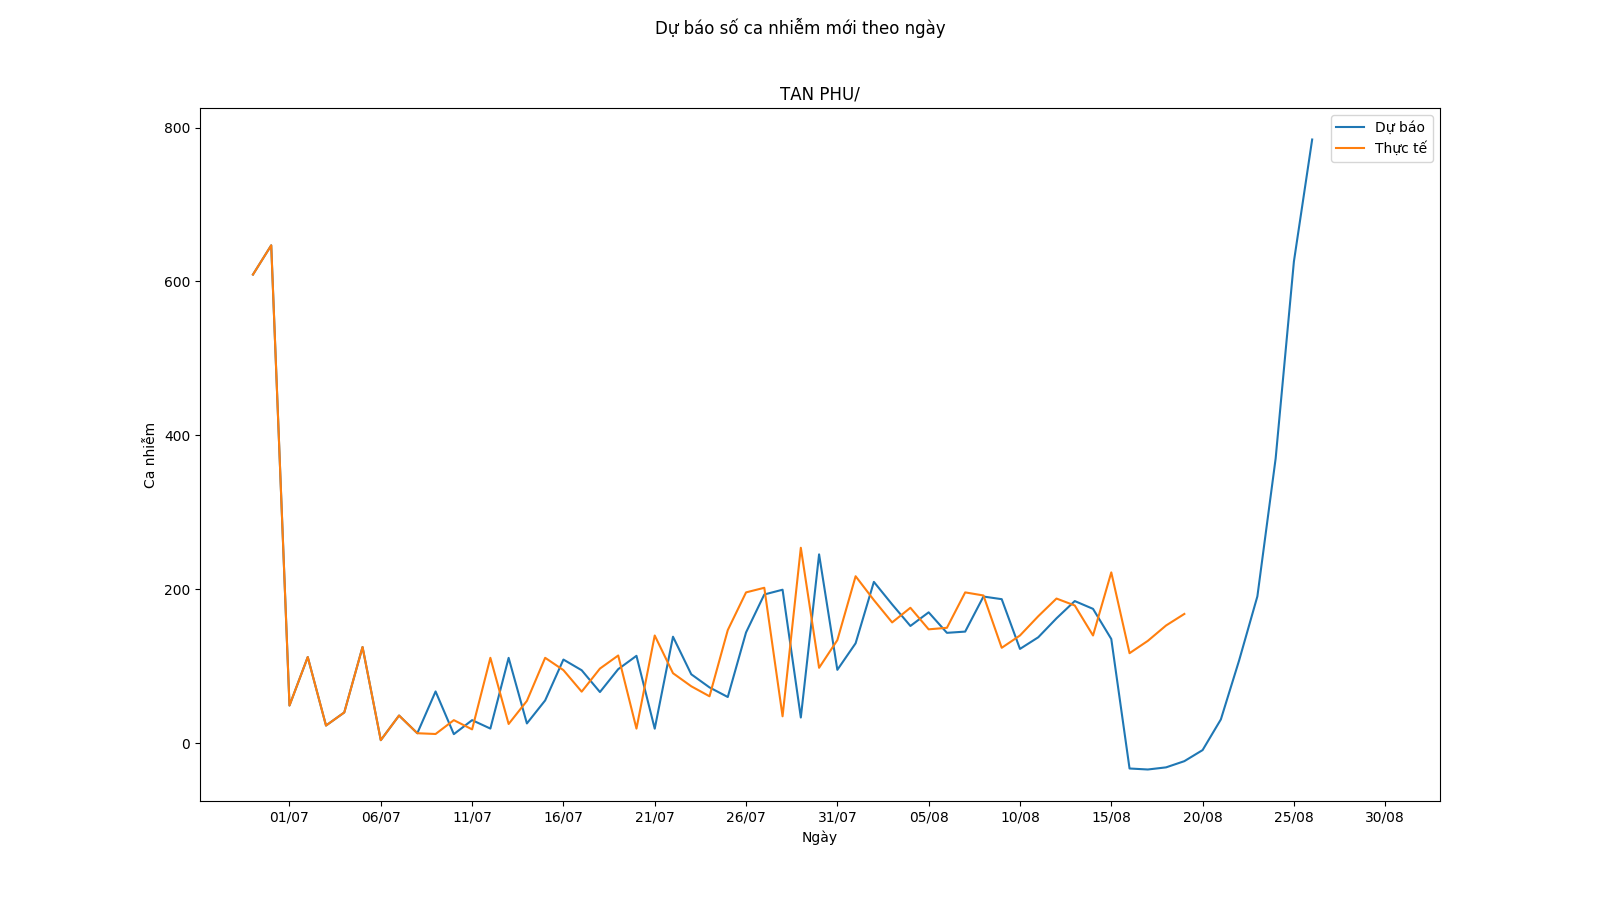 Dự báo số ca nhiễm mới theo ngày
TAN PHU/
Dự báo
Thực tế
800
600
400
200
0
Ca nhiễm
01/07 06/07 11/07 16/07 21/07 26/07 31/07 05/08 10/08 15/08 20/08 25/08 30/08
Ngày